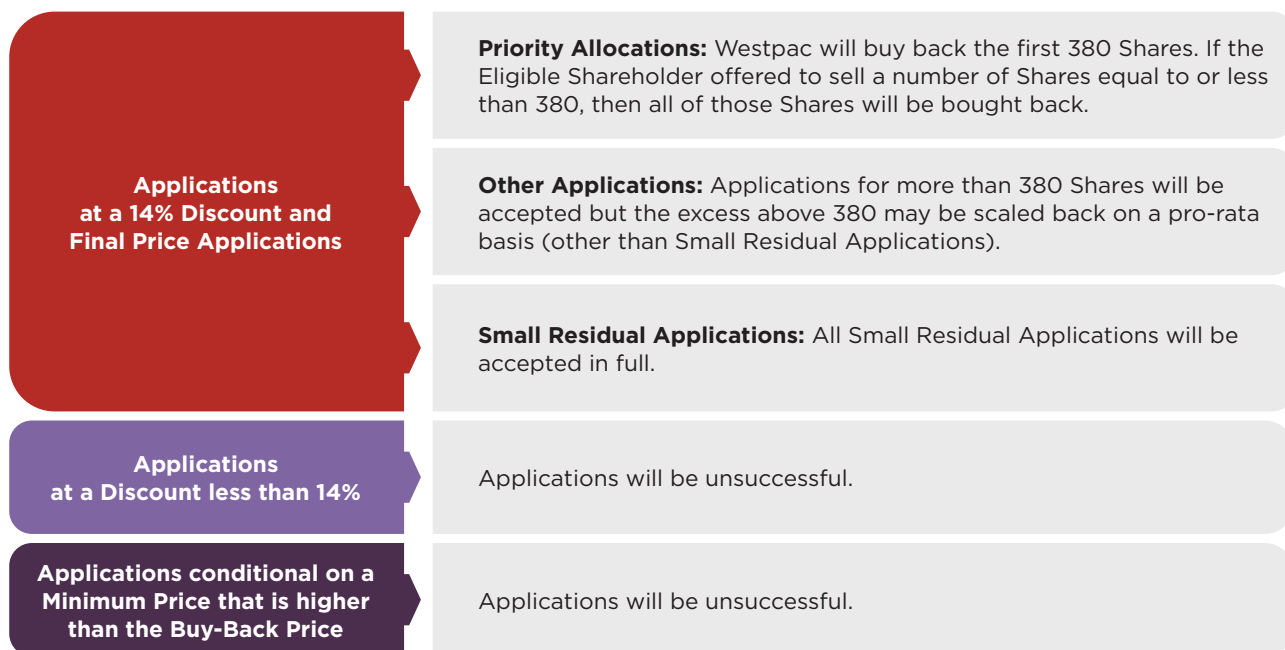 Applications
at a 14% Discount and
Final Price Applications
Priority Allocations: Westpac will buy back the first 380 Shares. If the
Eligible Shareholder offered to sell a number of Shares equal to or less
than 380, then all of those Shares will be bought back.
Other Applications: Applications for more than 380 Shares will be
accepted but the excess above 380 may be scaled back on a pro-rata
basis (other than Small Residual Applications).
Small Residual Applications: All Small Residual Applications will be
accepted in full.
Applications
at a Discount less than 14%
Applications will be unsuccessful.
Applications conditional on a
Minimum Price that is higher
than the Buy-Back Price
Applications will be unsuccessful.